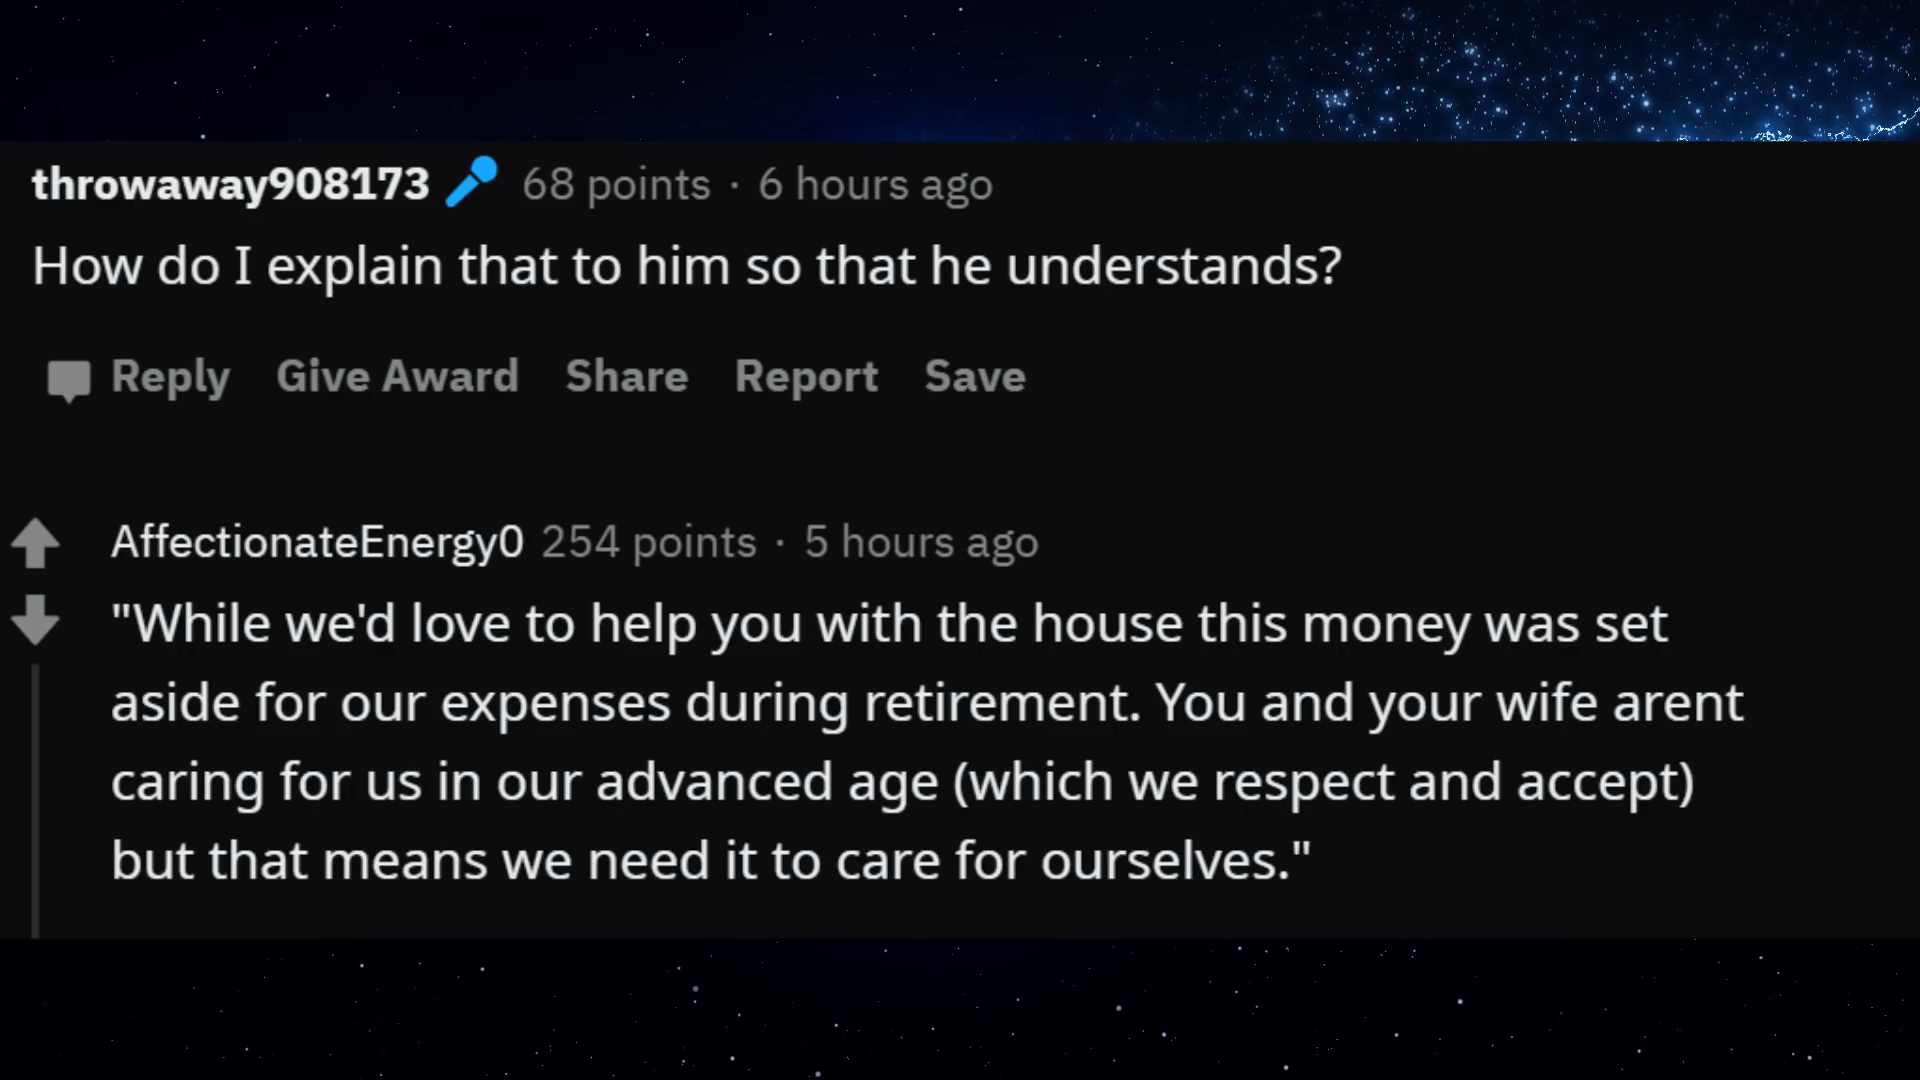 throwaway908173 68 points · 6 hours ago
How do I explain that to him so that he understands?
Reply Give Award Share Report Save
AffectionateEnergy0 254 points · 5 hours ago
"While we'd love to help you with the house this money was set
aside for our expenses during retirement. You and your wife arent
caring for us in our advanced age (which we respect and accept)
but that means we need it to care for ourselves."